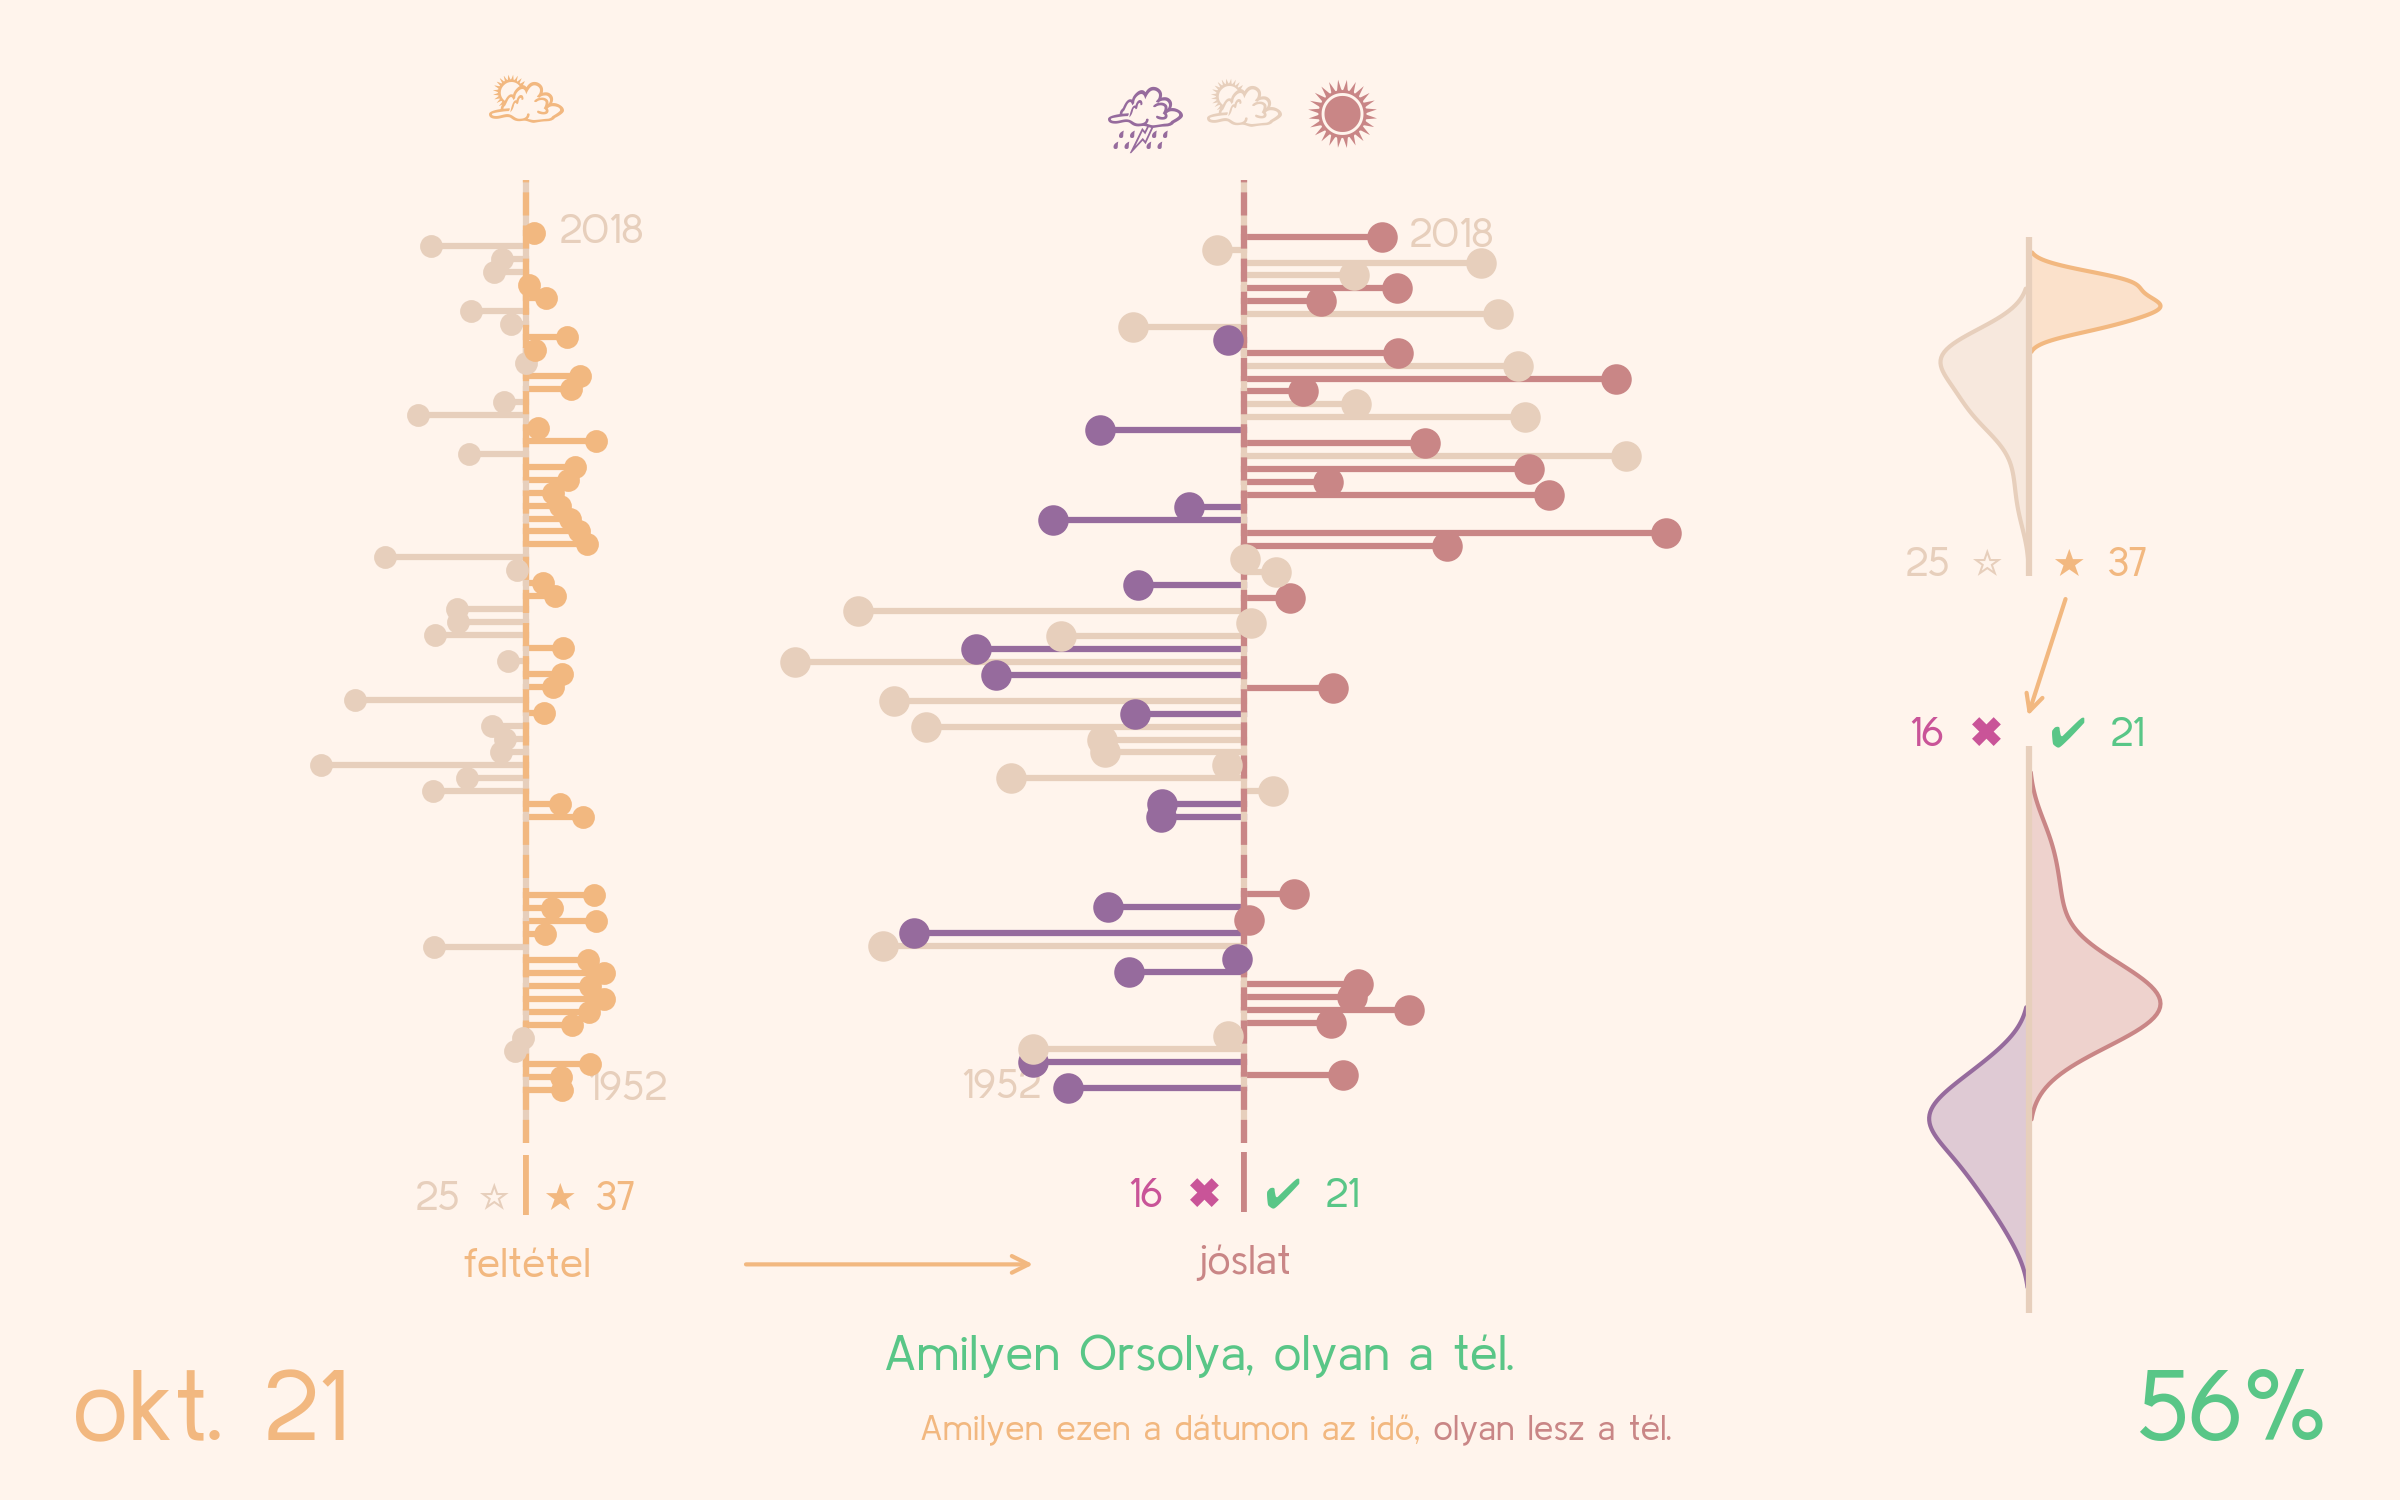 2018
2018
25 ☆ ★ 37
16 ✖ ✔ 21
1952
1952
25 ☆ ★ 37
16 ✖ ✔ 21
feltétel
jóslat
Amilyen Orsolya, olyan a tél.
okt. 21
56%
Amilyen ezen a dátumon az idő, olyan lesz a tél.